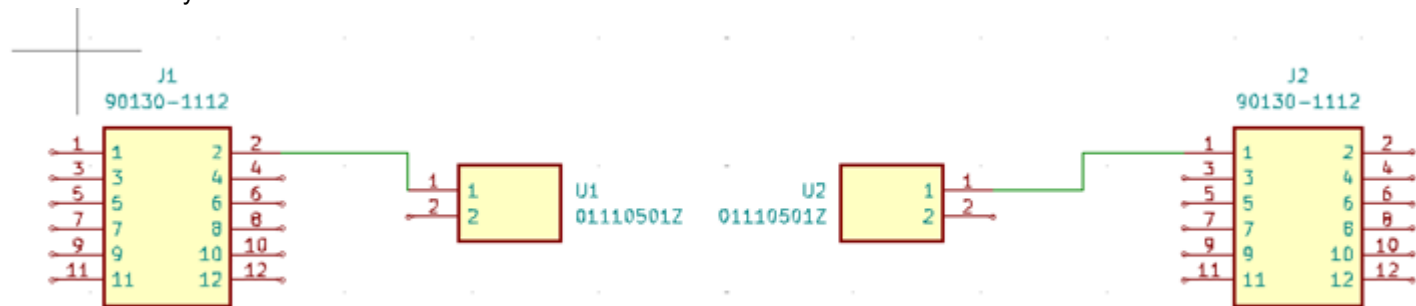 J1
90130-1112
1 1 2 2
3 3 4 4
5 5 6 6
7 7 8 8
9 9 10 10
11 11 12 12
1 1
2 2
U1
01110501Z
U2
01110501Z
1 1
2 2
J2
90130-1112
1 1 2 2
3 3 4 4
5 5 6 6
7 7 8 8
9 9 10 10
11 11 12 12